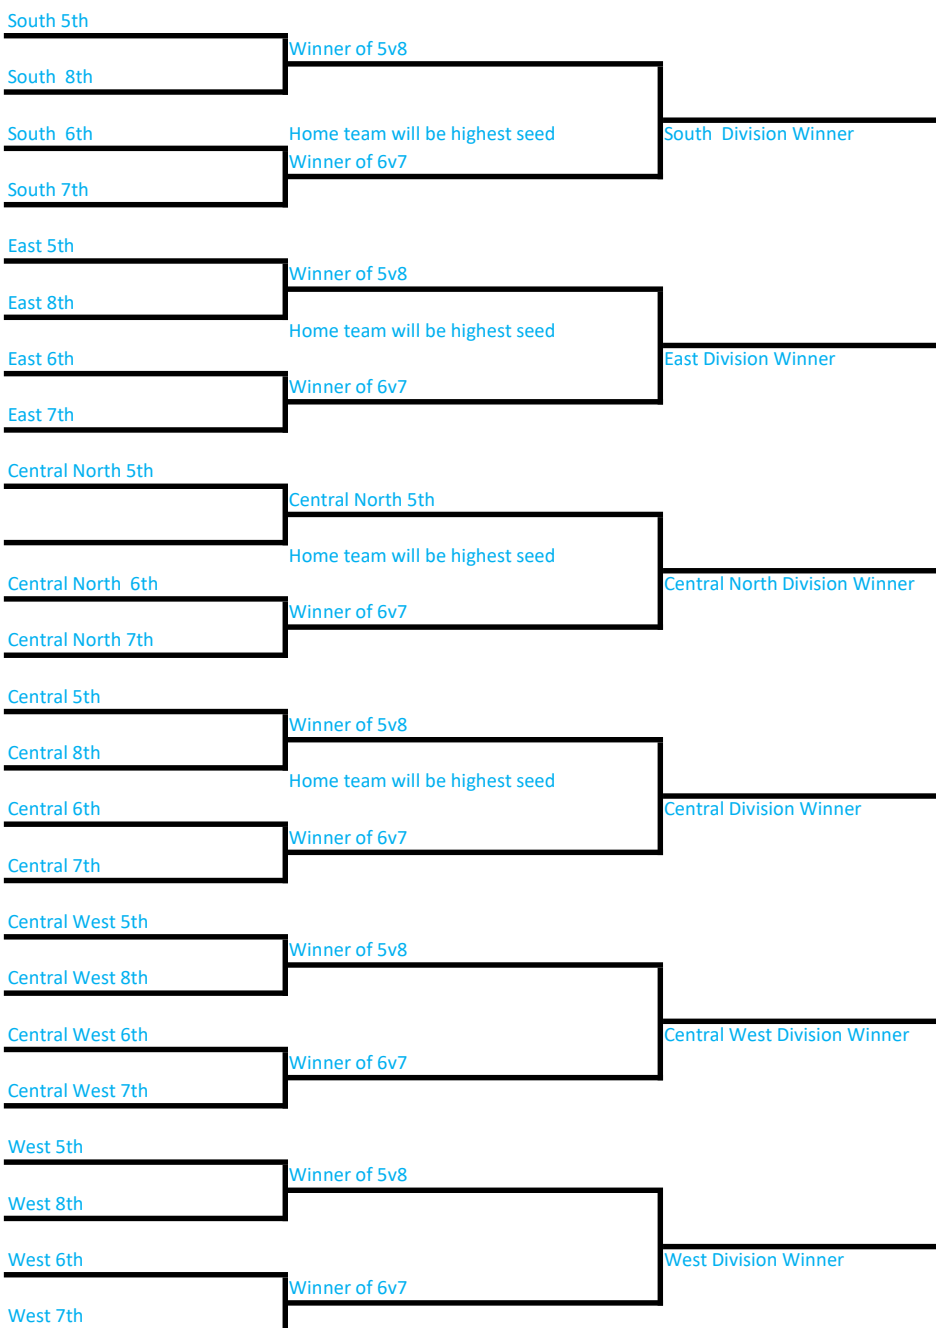 South 5th
Winner of 5v8
South  8th
South  6th
Home team will be highest seed
South  Division Winner
Winner of 6v7
South 7th
East 5th
Winner of 5v8
East 8th
Home team will be highest seed
East 6th
East Division Winner
Winner of 6v7
East 7th
Central North 5th
Central North 5th
Home team will be highest seed
Central North  6th
Central North Division Winner
Winner of 6v7
Central North 7th
Central 5th
Winner of 5v8
Central 8th
Home team will be highest seed
Central 6th
Central Division Winner
Winner of 6v7
Central 7th
Central West 5th
Winner of 5v8
Central West 8th
Central West 6th
Central West Division Winner
Winner of 6v7
Central West 7th
West 5th
Winner of 5v8
West 8th
West 6th
West Division Winner
Winner of 6v7
West 7th